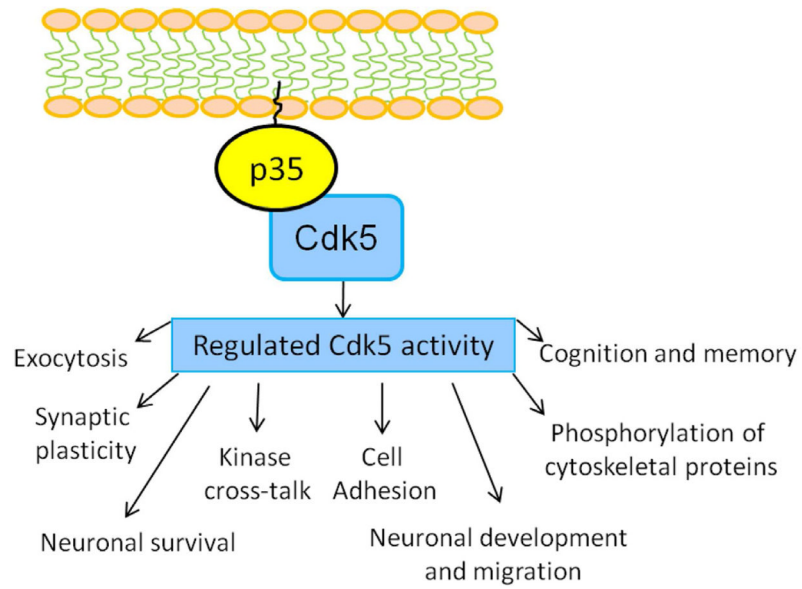 p35
Cdk5
Regulated Cdk5 activity
Exocytosis
Cognition and memory
Synaptic
plasticity
Phosphorylation of
cytoskeletal proteins
Kinase
cross-talk
Cell
Adhesion
Neuronal survival
Neuronal development
and migration